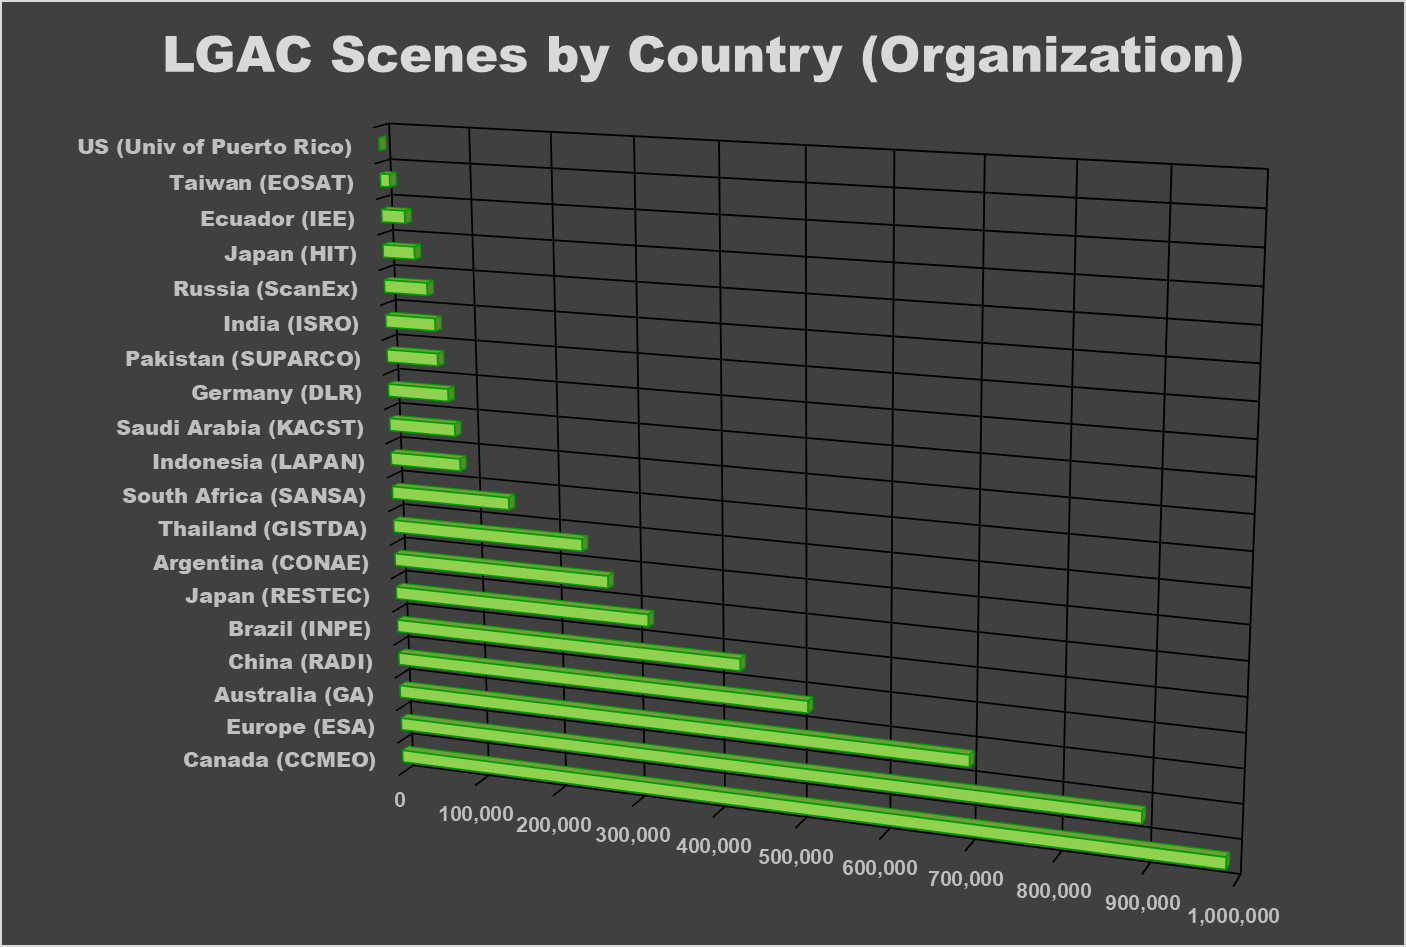 LGAC Scenes by Country (Organization)
US (Univ of Puerto Rico)
Taiwan (EOSAT)
Ecuador (IEE)
Japan (HIT)
Russia (ScanEx)
India (ISRO)
Pakistan (SUPARCO)
Germany (DLR)
Saudi Arabia (KACST)
Indonesia (LAPAN)
South Africa (SANSA)
Thailand (GISTDA)
Argentina (CONAE)
Japan (RESTEC)
Brazil (INPE)
China (RADI)
Australia (GA)
Europe (ESA)
Canada (CCMEO)
0
100,000
200,000
300,000
400,000
500,000
600,000
700,000
800,000
900,000
1,000,000